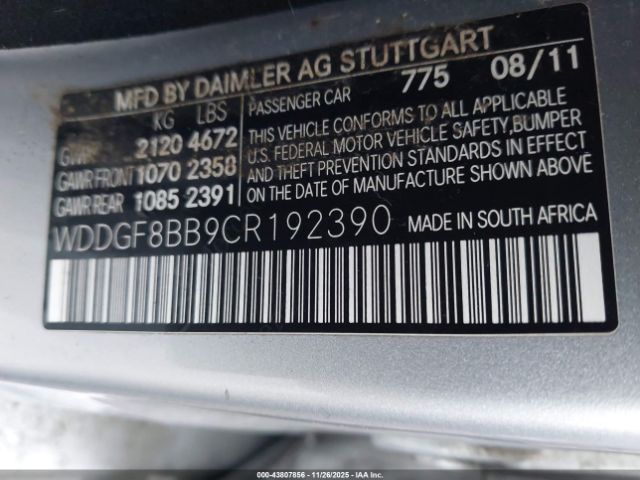 MFD BY DAIMLER AG STUTTGART
KG LBS PASSENGER CAR 775 08/11
GVWR 2120 4672
GAWR FRONT 1070 2358
GAWR REAR 1085 2391
THIS VEHICLE CONFORMS TO ALL APPLICABLE
U.S. FEDERAL MOTOR VEHICLE SAFETY, BUMPER
AND THEFT PREVENTION STANDARDS IN EFFECT
ON THE DATE OF MANUFACTURE SHOWN ABOVE
WDDGF8BB9CR192390 MADE IN SOUTH AFRICA
000-43807856 | 11/26/2025 | IAA Inc.